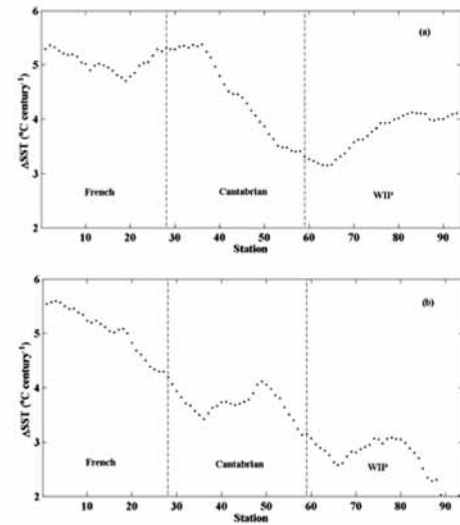 (a)
6
5
4
3
2
ΔSST (°C century⁻¹)
French
Cantabrian
WIP
10 20 30 40 50 60 70 80 90
Station
(b)
6
5
4
3
2
ΔSST (°C century⁻¹)
French
Cantabrian
WIP
10 20 30 40 50 60 70 80 90
Station